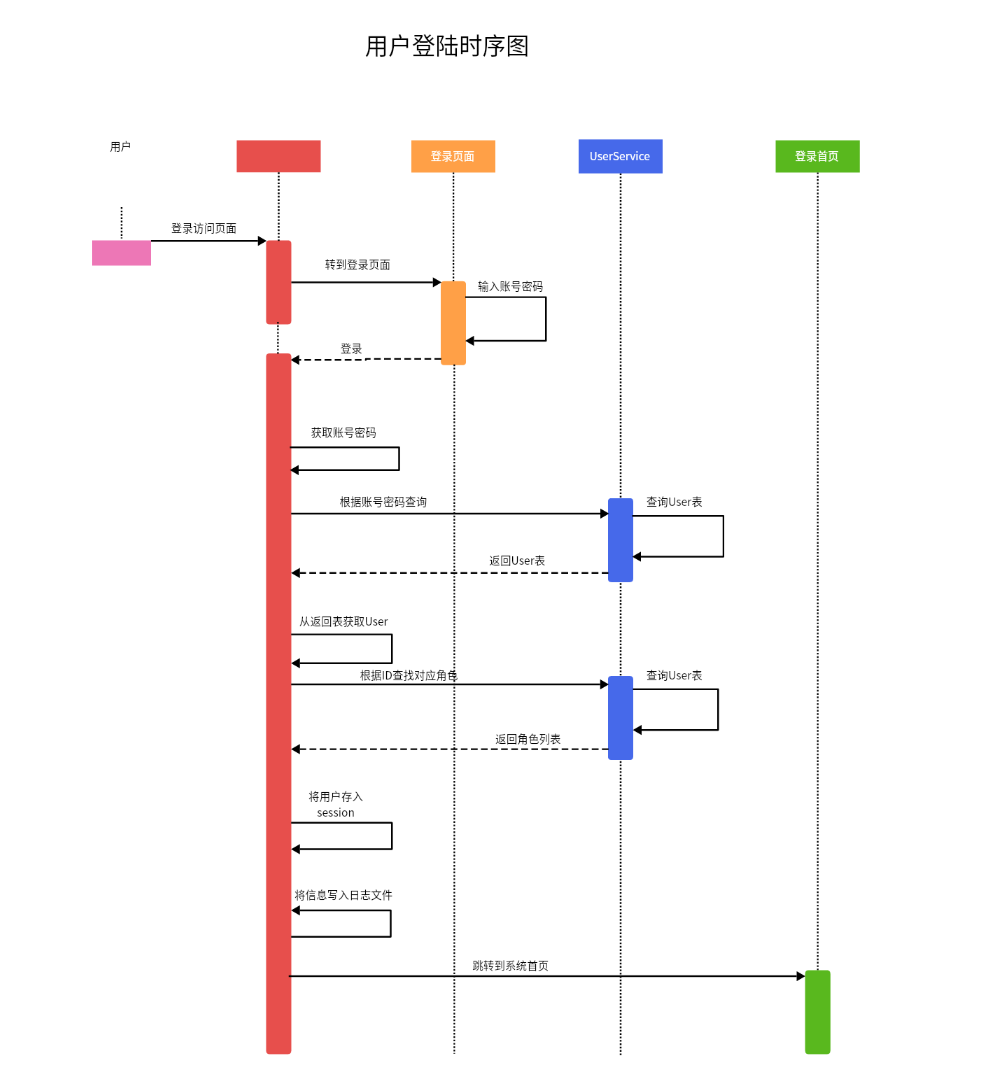 用户登陆时序图
用户
登录页面
UserService
登录首页
登录访问页面
转到登录页面
输入账号密码
登录
获取账号密码
根据账号密码查询
查询User表
返回User表
从返回表获取User
根据ID查找对应角色
查询User表
返回角色列表
将用户存入
session
将信息写入日志文件
跳转到系统首页